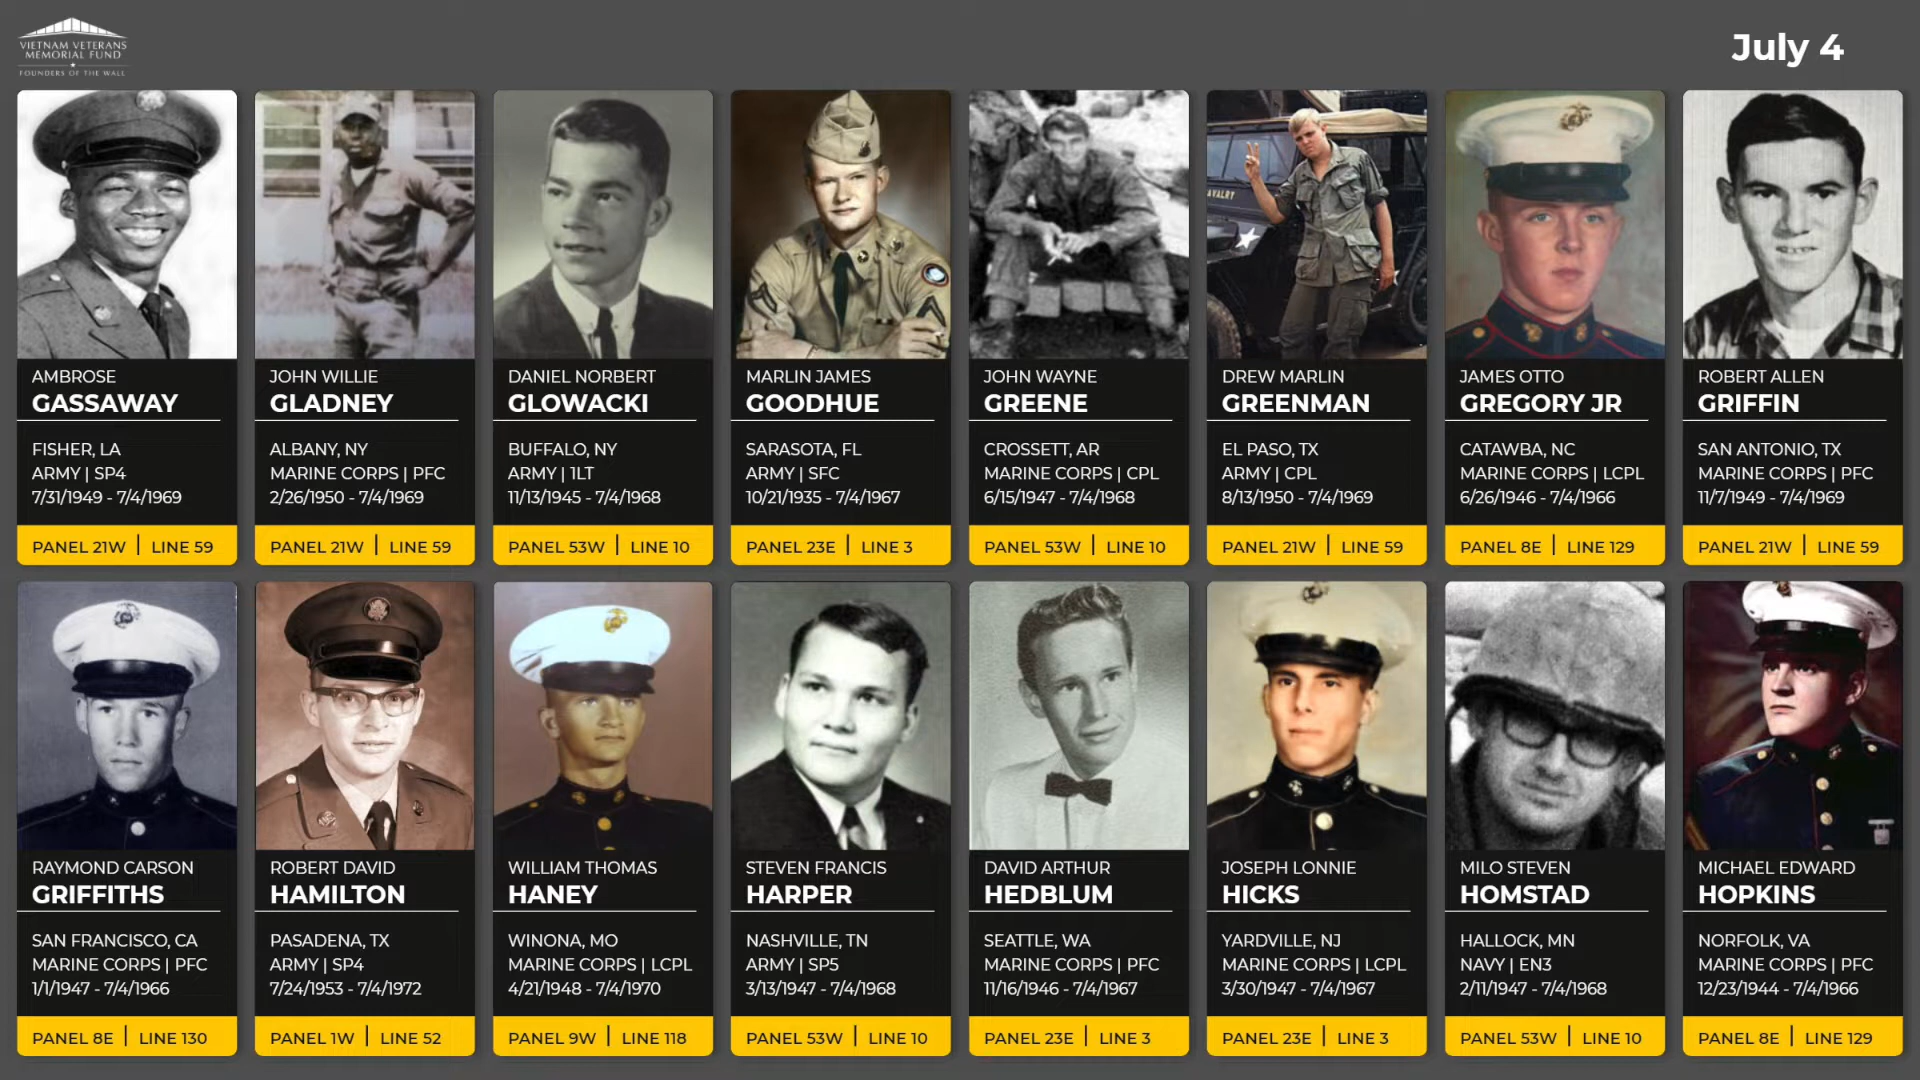 VIETNAM VETERANS
MEMORIAL FUND
FOUNDERS OF THE WALL
July 4
AVALRY
AMBROSE
GASSAWAY
FISHER, LA
ARMY | SP4
7/31/1949 - 7/4/1969
PANEL 21W | LINE 59
JOHN WILLIE
GLADNEY
ALBANY, NY
MARINE CORPS | PFC
2/26/1950 - 7/4/1969
PANEL 21W | LINE 59
DANIEL NORBERT
GLOWACKI
BUFFALO, NY
ARMY | 1LT
11/13/1945 - 7/4/1968
PANEL 53W | LINE 10
MARLIN JAMES
GOODHUE
SARASOTA, FL
ARMY | SFC
10/21/1935 - 7/4/1967
PANEL 23E | LINE 3
JOHN WAYNE
GREENE
CROSSETT, AR
MARINE CORPS | CPL
6/15/1947 - 7/4/1968
PANEL 53W | LINE 10
DREW MARLIN
GREENMAN
EL PASO, TX
ARMY | CPL
8/13/1950 - 7/4/1969
PANEL 21W | LINE 59
JAMES OTTO
GREGORY JR
CATAWBA, NC
MARINE CORPS | LCPL
6/26/1946 - 7/4/1966
PANEL 8E | LINE 129
ROBERT ALLEN
GRIFFIN
SAN ANTONIO, TX
MARINE CORPS | PFC
11/7/1949 - 7/4/1969
PANEL 21W | LINE 59
RAYMOND CARSON
GRIFFITHS
SAN FRANCISCO, CA
MARINE CORPS | PFC
1/1/1947 - 7/4/1966
PANEL 8E | LINE 130
ROBERT DAVID
HAMILTON
PASADENA, TX
ARMY | SP4
7/24/1953 - 7/4/1972
PANEL 1W | LINE 52
WILLIAM THOMAS
HANEY
WINONA, MO
MARINE CORPS | LCPL
4/21/1948 - 7/4/1970
PANEL 9W | LINE 118
STEVEN FRANCIS
HARPER
NASHVILLE, TN
ARMY | SP5
3/13/1947 - 7/4/1968
PANEL 53W | LINE 10
DAVID ARTHUR
HEDBLUM
SEATTLE, WA
MARINE CORPS | PFC
11/16/1946 - 7/4/1967
PANEL 23E | LINE 3
JOSEPH LONNIE
HICKS
YARDVILLE, NJ
MARINE CORPS | LCPL
3/30/1947 - 7/4/1967
PANEL 23E | LINE 3
MILO STEVEN
HOMSTAD
HALLOCK, MN
NAVY | EN3
2/11/1947 - 7/4/1968
PANEL 53W | LINE 10
MICHAEL EDWARD
HOPKINS
NORFOLK, VA
MARINE CORPS | PFC
12/23/1944 - 7/4/1966
PANEL 8E | LINE 129